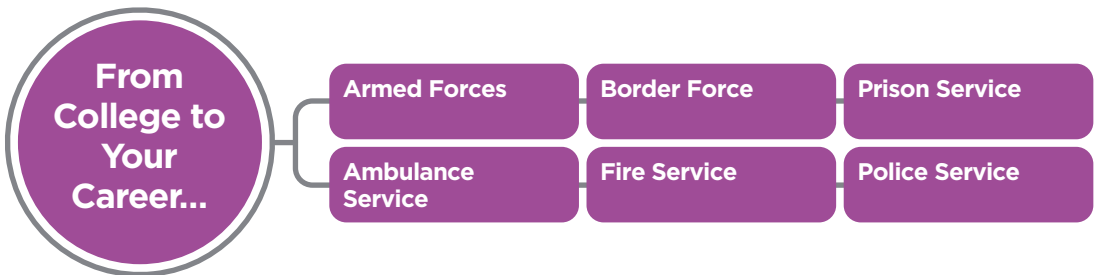 From
College to
Your
Career...
Armed Forces
Border Force
Prison Service
Ambulance
Service
Fire Service
Police Service